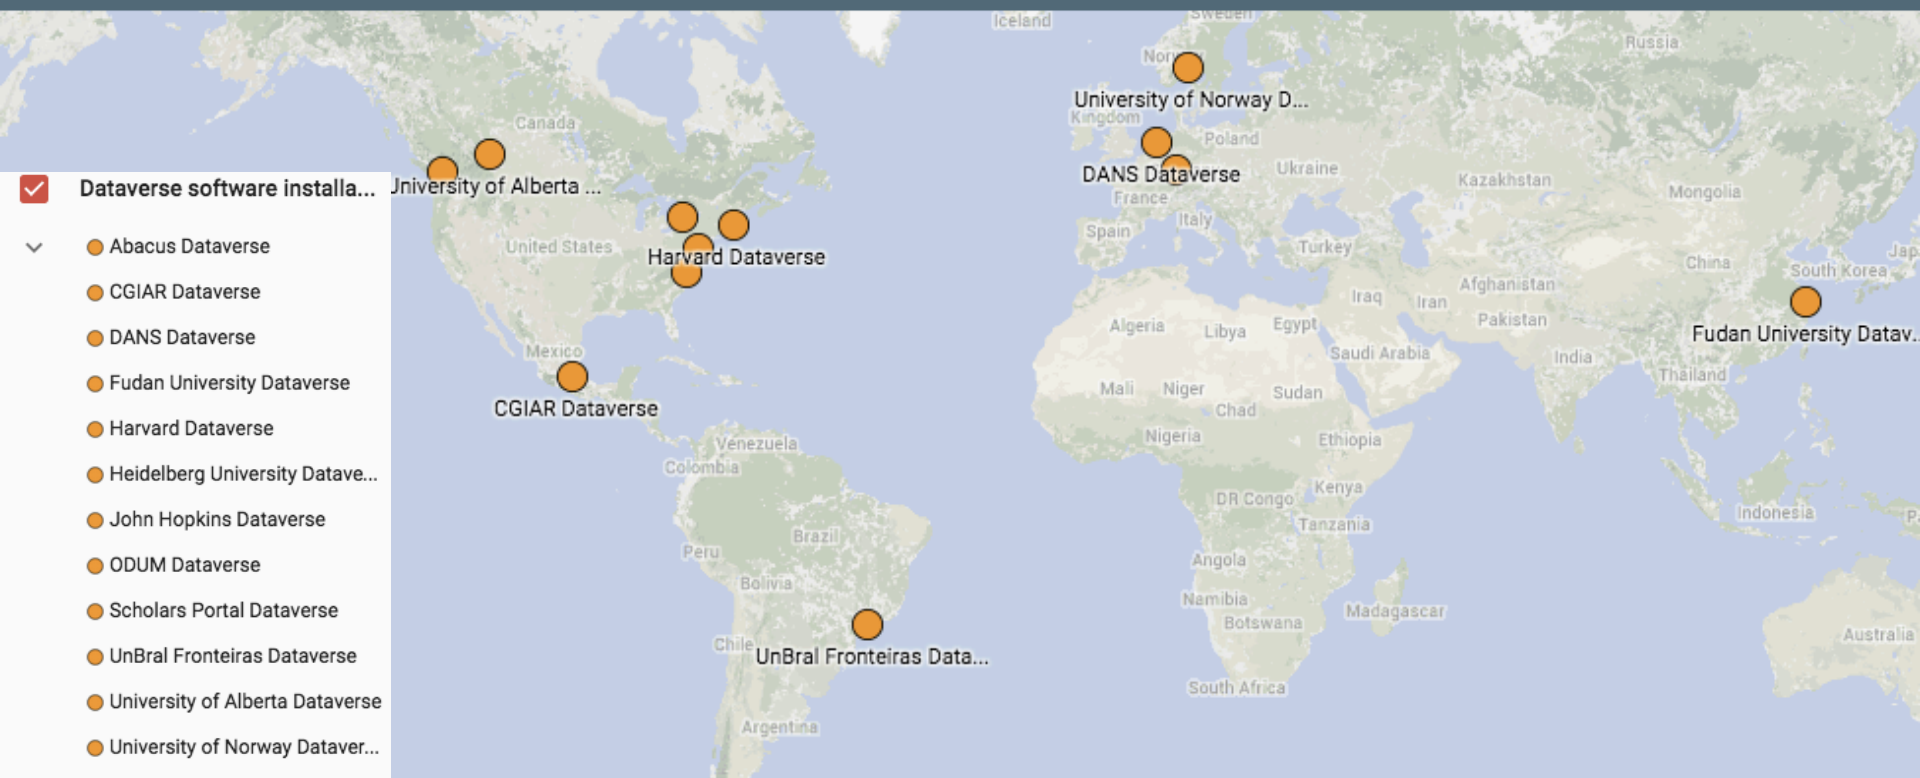 Dataverse software installa...
Abacus Dataverse
CGIAR Dataverse
DANS Dataverse
Fudan University Dataverse
Harvard Dataverse
Heidelberg University Datave...
John Hopkins Dataverse
ODUM Dataverse
Scholars Portal Dataverse
UnBral Fronteiras Dataverse
University of Alberta Dataverse
University of Norway Dataver...
Iceland
Sweden
Russia
University of Norway D...
Kingdom
Canada
Poland
University of Alberta ...
DANS Dataverse
Ukraine
Kazakhstan
Mongolia
France
Italy
Spain
Turkey
United States
Harvard Dataverse
China
South Korea
Afghanistan
Iraq
Iran
Pakistan
Algeria
Libya
Egypt
Fudan University Datav...
Mexico
Saudi Arabia
India
Thailand
CGIAR Dataverse
Mali
Niger
Sudan
Chad
Nigeria
Ethiopia
Venezuela
Colombia
DR Congo
Kenya
Indonesia
Tanzania
Brazil
Peru
Angola
Bolivia
Namibia
Botswana
Madagascar
Chile
UnBral Fronteiras Data...
Australia
South Africa
Argentina